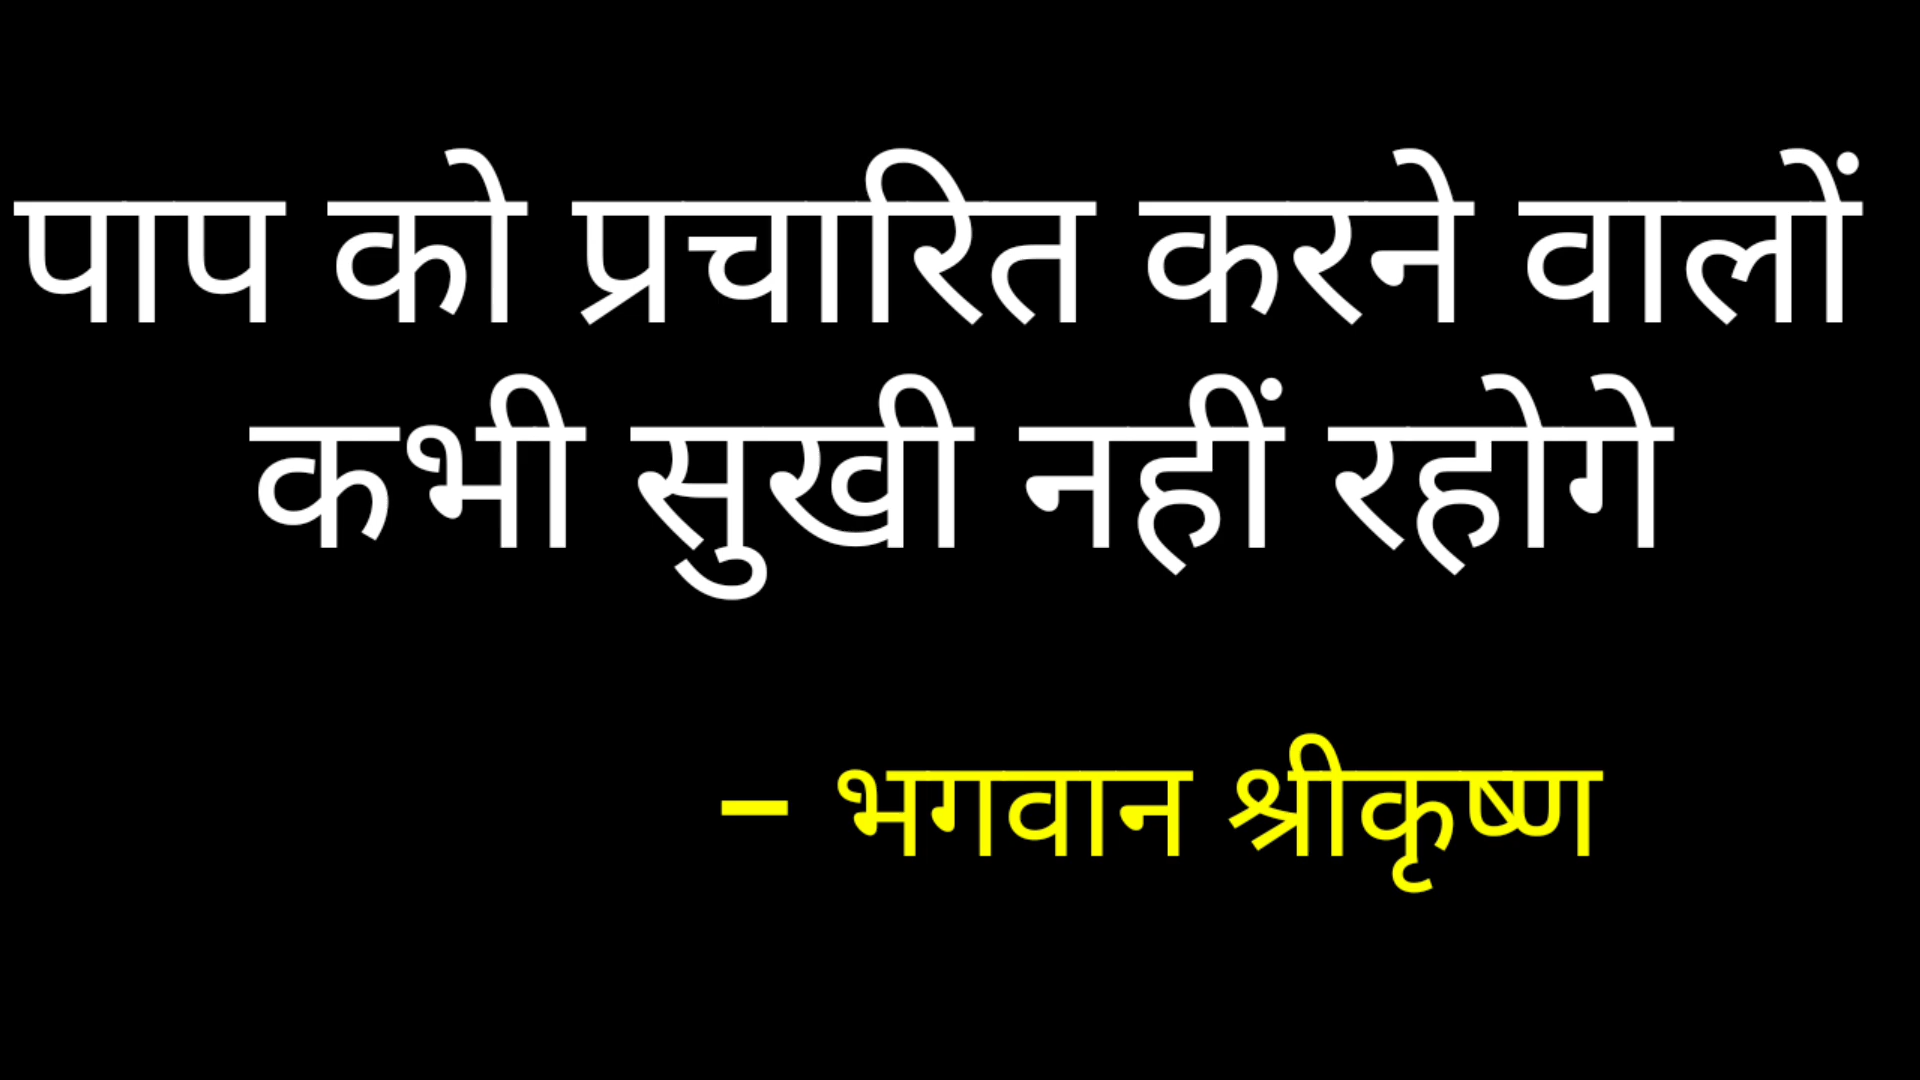 पाप को प्रचारित करने वालों
कभी सुखी नहीं रहोगे
– भगवान श्रीकृष्ण